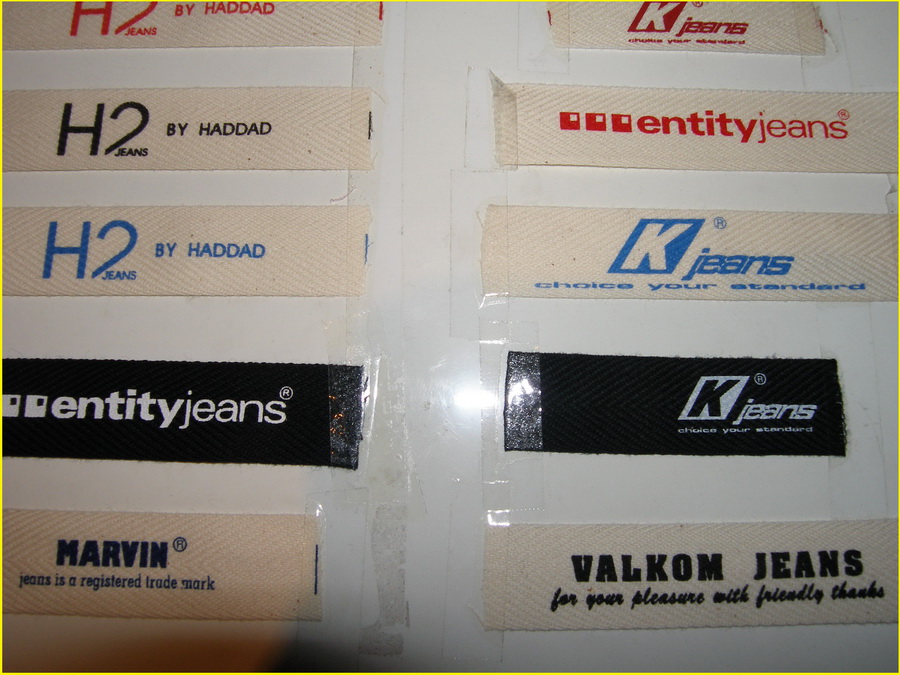 H2 JEANS BY HADDAD
K jeans
choice your standard
H2 JEANS BY HADDAD
entityjeans®
H2 JEANS BY HADDAD
K jeans ®
choice your standard
entityjeans®
K jeans ®
choice your standard
MARVIN®
jeans is a registered trade mark
VALKOM JEANS
for your pleasure with friendly thanks